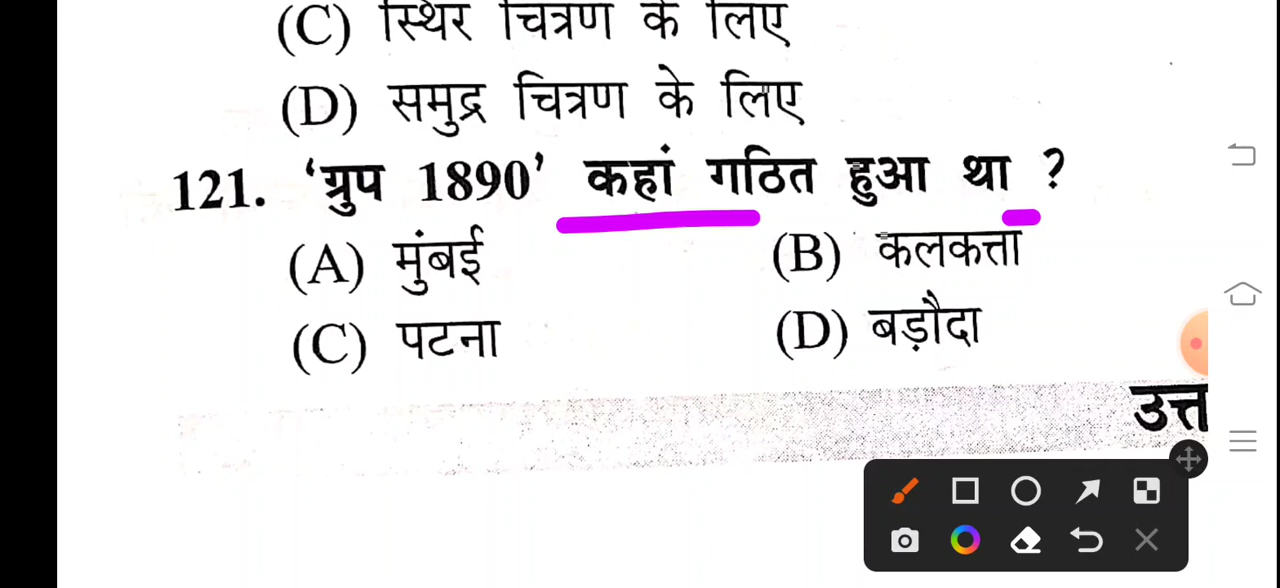 (C) स्थिर चित्रण के लिए
(D) समुद्र चित्रण के लिए
121. ‘ग्रुप 1890’ कहां गठित हुआ था ?
(A) मुंबई (B) कलकत्ता
(C) पटना (D) बड़ौदा
उत्त